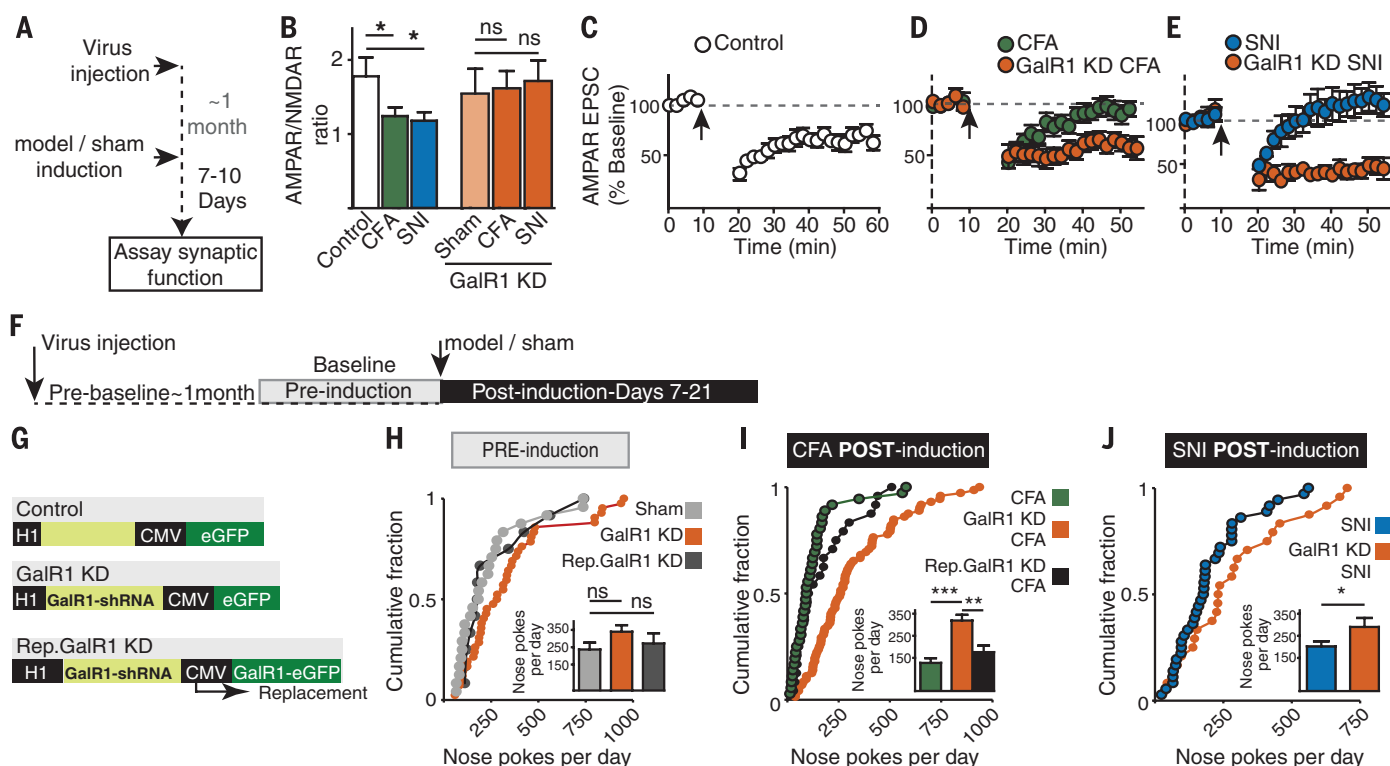 A
Virus
injection
~1
month
model / sham
induction
7-10
Days
Assay synaptic
function
B
AMPAR/NMDAR
ratio
2
1
*
*
ns
ns
Control
CFA
SNI
Sham
CFA
SNI
GalR1 KD
C
Control
AMPAR EPSC
(% Baseline)
100
50
0 10 20 30 40 50 60
Time (min)
D
CFA
GalR1 KD CFA
100
50
0 10 20 30 40 50
Time (min)
E
SNI
GalR1 KD SNI
100
50
0 10 20 30 40 50
Time (min)
F
Virus injection
Pre-baseline~1month
Baseline
Pre-induction
model / sham
Post-induction-Days 7-21
G
Control
H1 CMV eGFP
GalR1 KD
H1 GalR1-shRNA CMV eGFP
Rep.GalR1 KD
H1 GalR1-shRNA CMV GalR1-eGFP
Replacement
H
PRE-induction
Cumulative fraction
1
0.5
0
250 500 750 1000
Nose pokes per day
Sham
GalR1 KD
Rep.GalR1 KD
ns
ns
Nose pokes
per day
350
250
150
I
CFA POST-induction
Cumulative fraction
1
0.5
0
250 500 750 1000
Nose pokes per day
CFA
GalR1 KD
CFA
Rep.GalR1 KD
CFA
***
**
Nose pokes
per day
350
250
150
J
SNI POST-induction
Cumulative fraction
1
0.5
0
250 500 750
Nose pokes per day
SNI
GalR1 KD
SNI
*
Nose pokes
per day
350
250
150